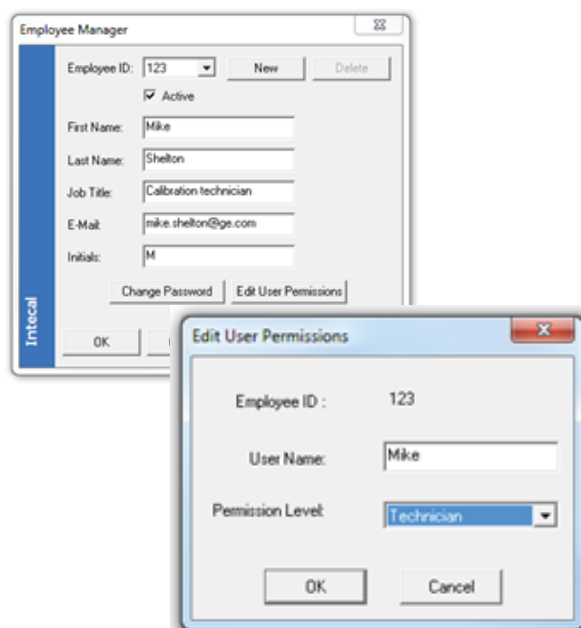 Employee Manager
Employee ID: 123 New Delete
Active
First Name: Mike
Last Name: Shelton
Job Title: Calibration technician
E-Mail: mike.shelton@ge.com
Initials: M
Change Password Edit User Permissions
Intecal
OK
Edit User Permissions
Employee ID : 123
User Name: Mike
Permission Level: Technician
OK Cancel